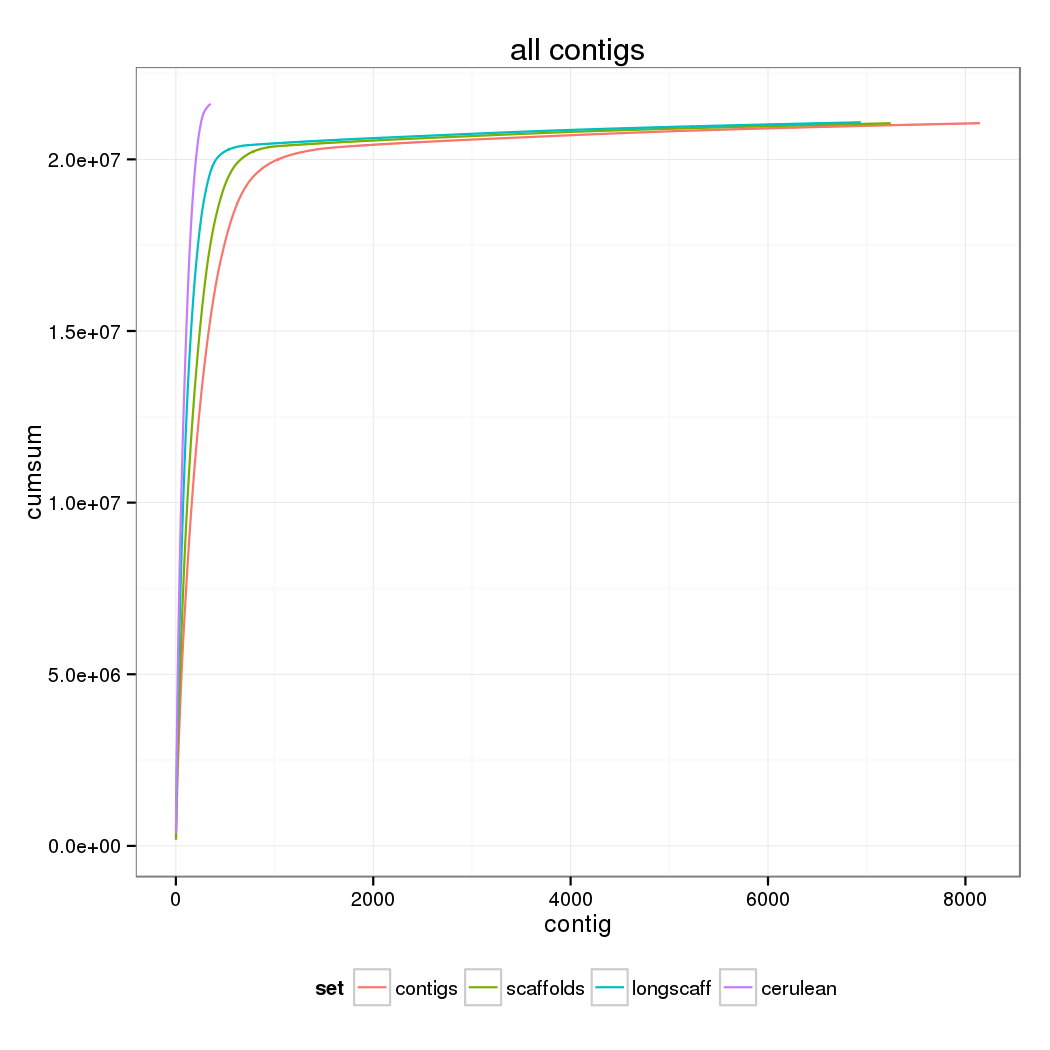 all contigs
cumsum
2.0e+07
1.5e+07
1.0e+07
5.0e+06
0.0e+00
0 2000 4000 6000 8000
contig
set contigs scaffolds longscaff cerulean